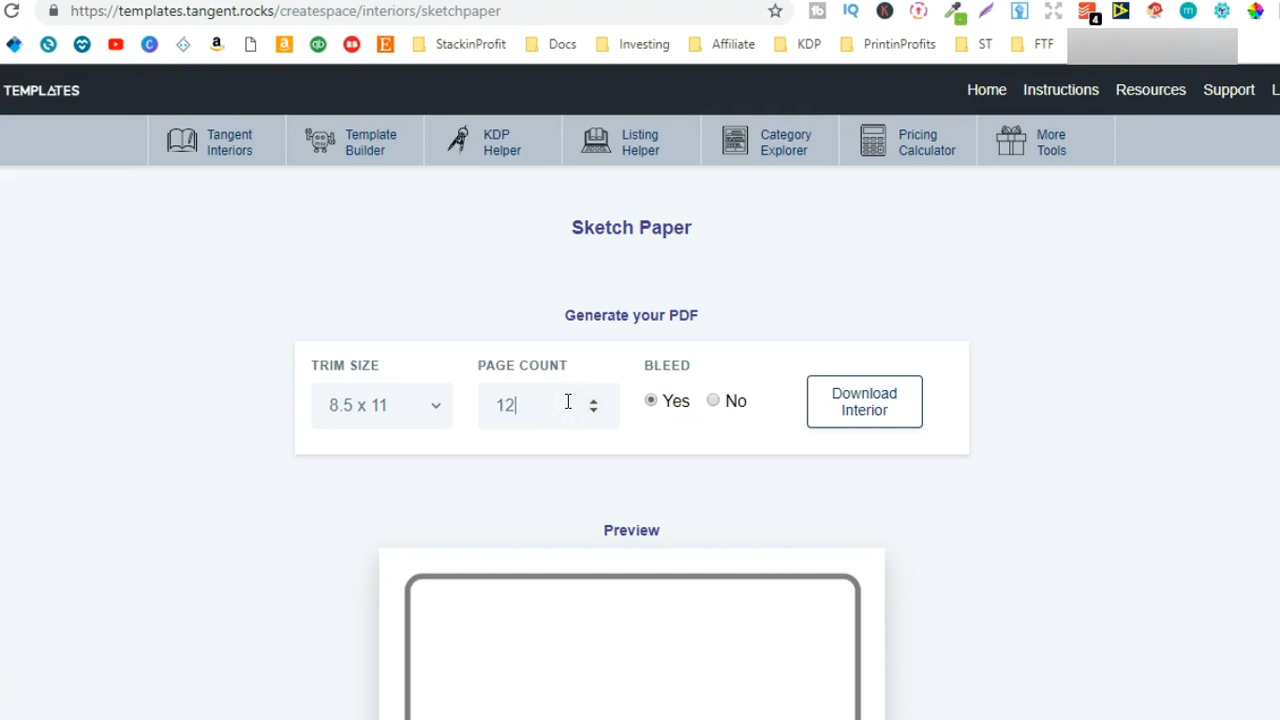 https://templates.tangent.rocks/createspace/interiors/sketchpaper
4
StackinProfit Docs Investing Affiliate KDP PrintinProfits ST FTF
TEMPLATES
Home Instructions Resources Support L
Tangent Interiors
Template Builder
KDP Helper
Listing Helper
Category Explorer
Pricing Calculator
More Tools
Sketch Paper
Generate your PDF
TRIM SIZE PAGE COUNT BLEED
8.5 x 11 12 Yes No
Download
Interior
Preview